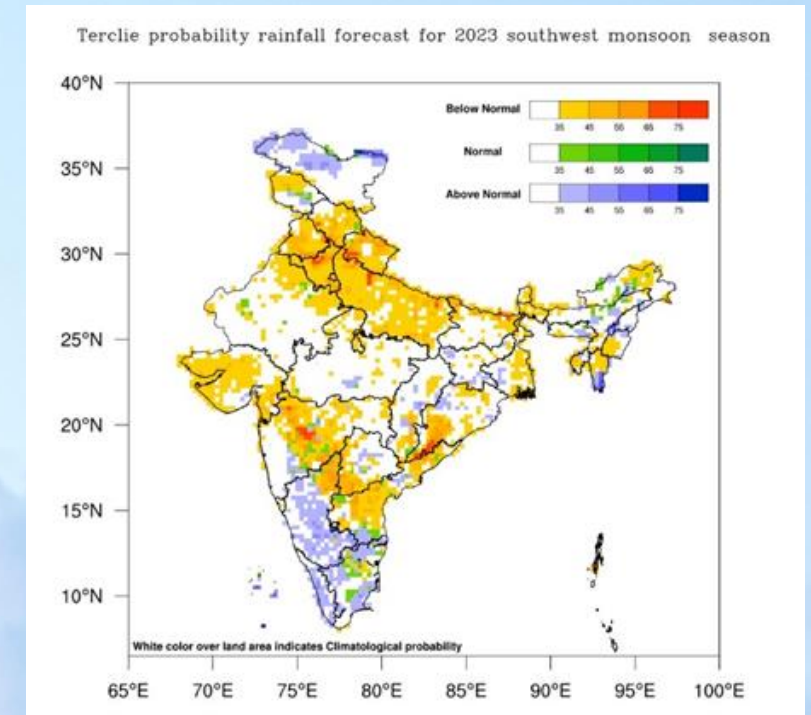 Terclie probability rainfall forecast for 2023 southwest monsoon season
40°N
35°N
30°N
25°N
20°N
15°N
10°N
Below Normal
35 45 55 65 75
Normal
35 45 55 65 75
Above Normal
35 45 55 65 75
White color over land area indicates Climatological probability
65°E 70°E 75°E 80°E 85°E 90°E 95°E 100°E